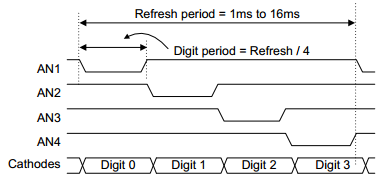 Refresh period = 1ms to 16ms
Digit period = Refresh / 4
AN1
AN2
AN3
AN4
Cathodes Digit 0 Digit 1 Digit 2 Digit 3